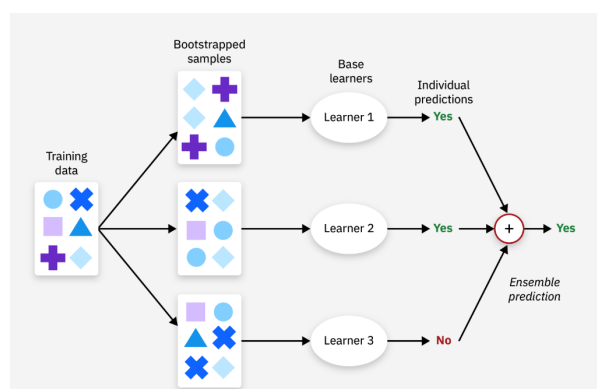 Bootstrapped
samples
Base
learners
Individual
predictions
Learner 1
Yes
Training
data
Learner 2
Yes
+
Yes
Ensemble
prediction
Learner 3
No